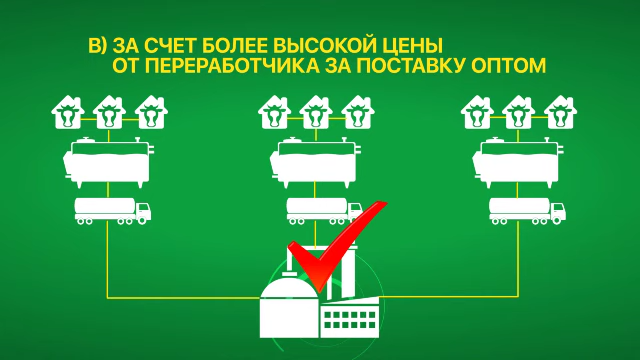 В) ЗА СЧЕТ БОЛЕЕ ВЫСОКОЙ ЦЕНЫ
ОТ ПЕРЕРАБОТЧИКА ЗА ПОСТАВКУ ОПТОМ